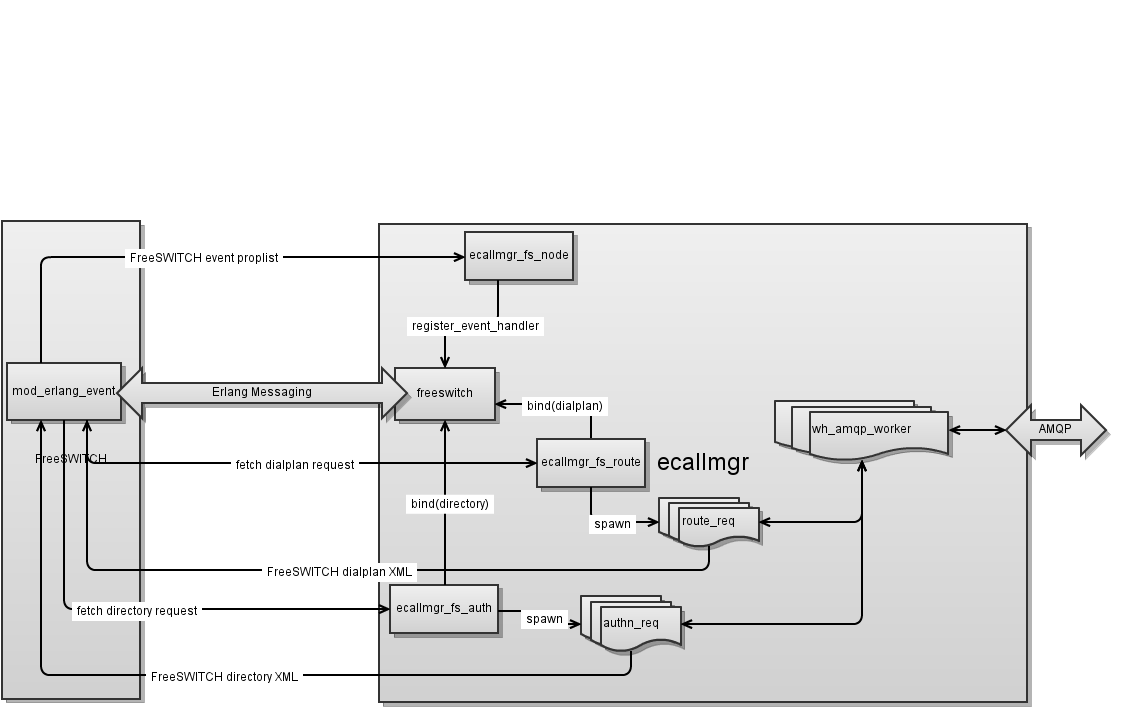 ecallmgr_fs_node
FreeSWITCH event proplist
register_event_handler
mod_erlang_event
Erlang Messaging
freeswitch
bind(dialplan)
wh_amqp_worker
AMQP
FreeSWITCH
fetch dialplan request
ecallmgr_fs_route
ecallmgr
bind(directory)
spawn
route_req
FreeSWITCH dialplan XML
fetch directory request
ecallmgr_fs_auth
spawn
authn_req
FreeSWITCH directory XML